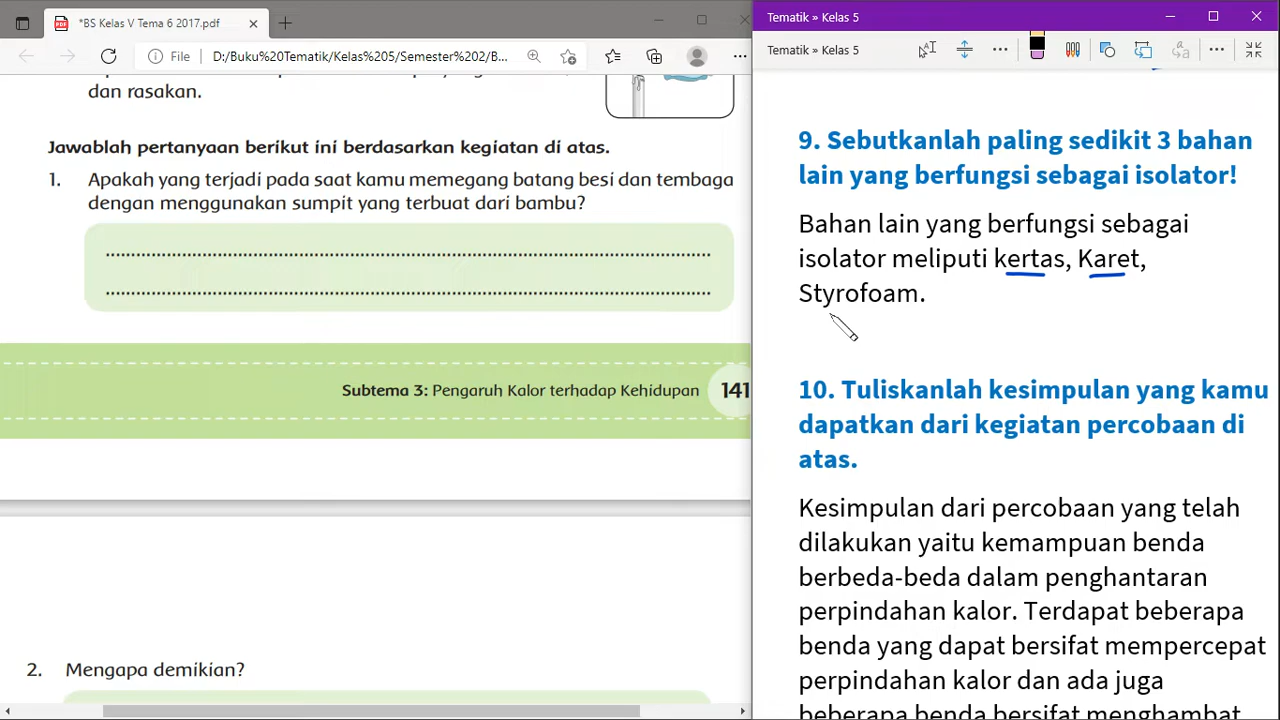 *BS Kelas V Tema 6 2017.pdf
File
D:/Buku%20Tematik/Kelas%205/Semester%202/B...
dan rasakan.
Jawablah pertanyaan berikut ini berdasarkan kegiatan di atas.
1. Apakah yang terjadi pada saat kamu memegang batang besi dan tembaga
dengan menggunakan sumpit yang terbuat dari bambu?
Subtema 3: Pengaruh Kalor terhadap Kehidupan 141
2. Mengapa demikian?
Tematik » Kelas 5
Tematik » Kelas 5
9. Sebutkanlah paling sedikit 3 bahan
lain yang berfungsi sebagai isolator!
Bahan lain yang berfungsi sebagai
isolator meliputi kertas, Karet,
Styrofoam.
10. Tuliskanlah kesimpulan yang kamu
dapatkan dari kegiatan percobaan di
atas.
Kesimpulan dari percobaan yang telah
dilakukan yaitu kemampuan benda
berbeda-beda dalam penghantaran
perpindahan kalor. Terdapat beberapa
benda yang dapat bersifat mempercepat
perpindahan kalor dan ada juga
beberapa benda bersifat menghambat